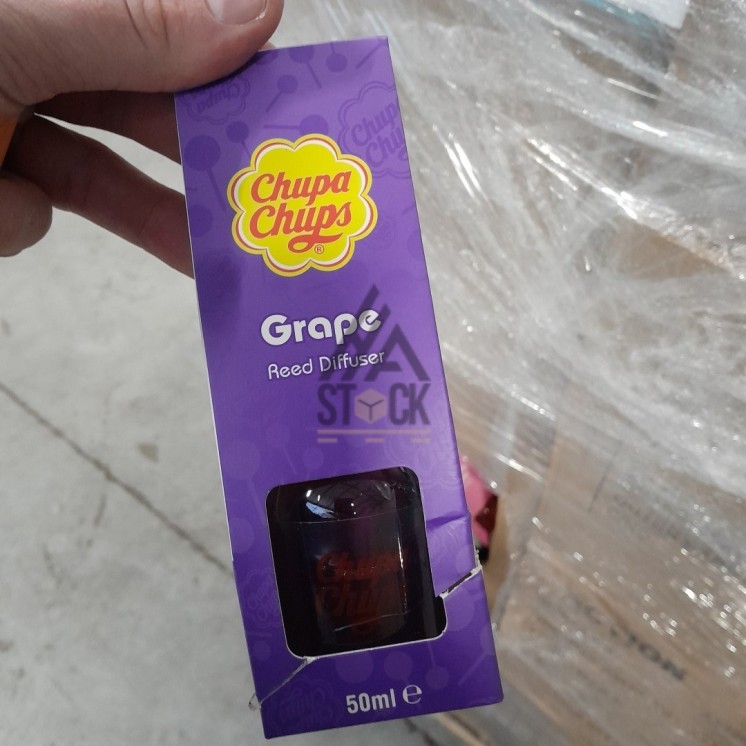 Chupa
Chups
®
Grape
Reed Diffuser
STOCK
Chupa
Chups
50ml ℮